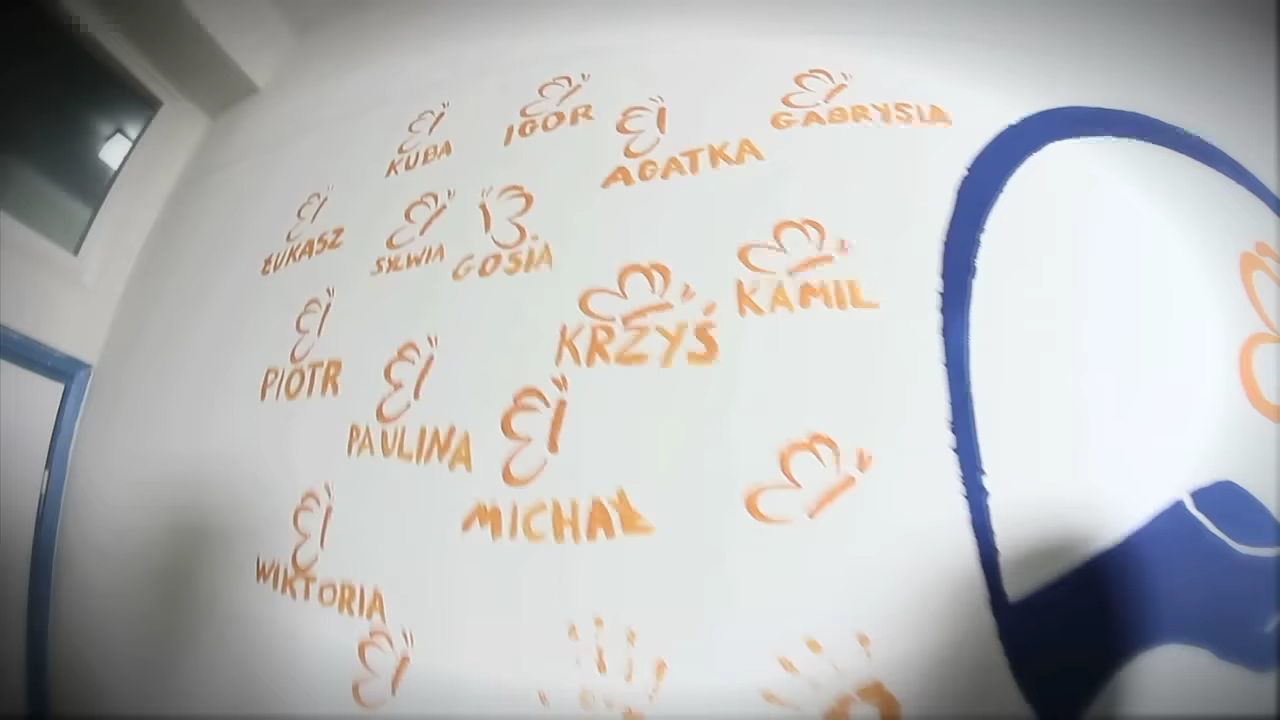 KUBA
IGOR
AGATKA
GABRYSIA
ŁUKASZ
SYLWIA
GOSIA
KRZYŚ
KAMIL
PIOTR
PAULINA
MICHAŁ
WIKTORIA